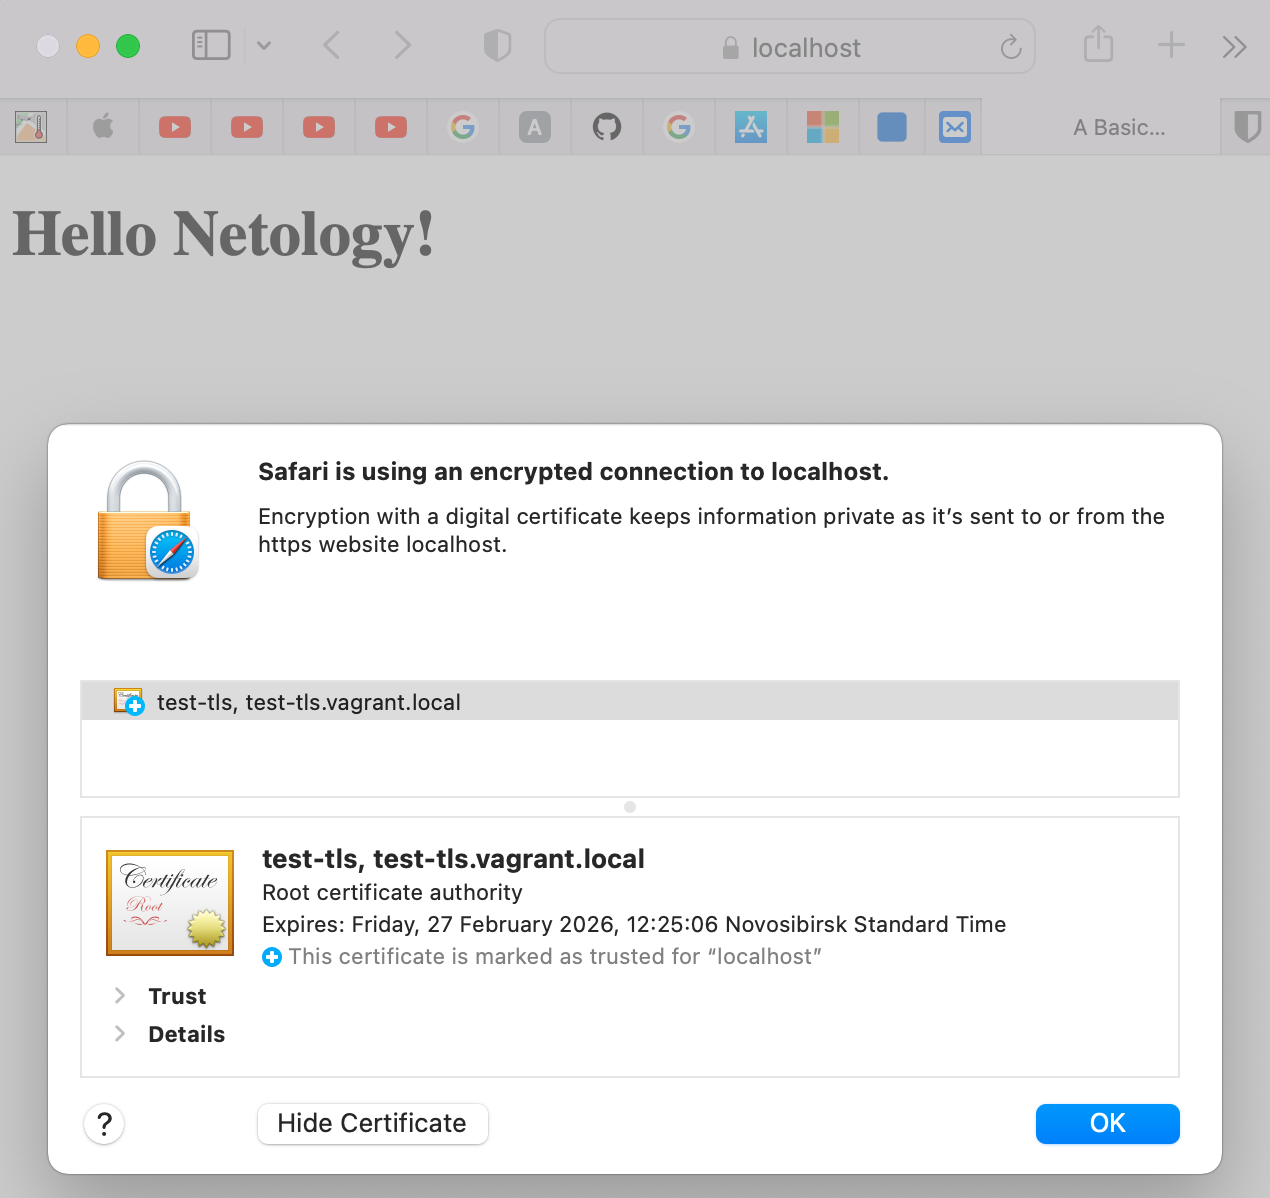 localhost
A
A Basic...
Hello Netology!
Safari is using an encrypted connection to localhost.
Encryption with a digital certificate keeps information private as it’s sent to or from the
https website localhost.
test-tls, test-tls.vagrant.local
Certificate
Root
test-tls, test-tls.vagrant.local
Root certificate authority
Expires: Friday, 27 February 2026, 12:25:06 Novosibirsk Standard Time
This certificate is marked as trusted for “localhost”
Trust
Details
?
Hide Certificate
OK